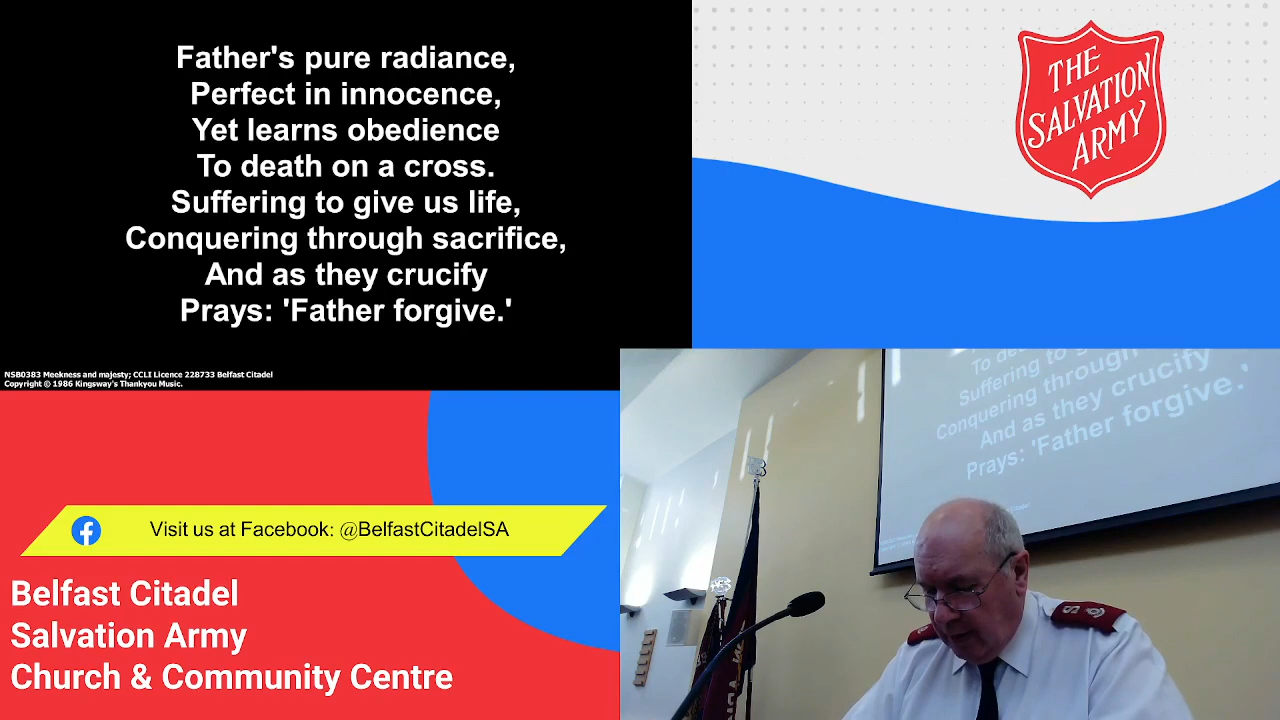 Father's pure radiance,
Perfect in innocence,
Yet learns obedience
To death on a cross.
Suffering to give us life,
Conquering through sacrifice,
And as they crucify
Prays: 'Father forgive.'
NSB0383 Meekness and majesty; CCLI Licence 228733 Belfast Citadel
Copyright © 1986 Kingsway's Thankyou Music.
THE
SALVATION
ARMY
Visit us at Facebook: @BelfastCitadelSA
Belfast Citadel
Salvation Army
Church & Community Centre
To
Suffering to
Conquering through
And as they crucify
Prays: 'Father forgive.'
S